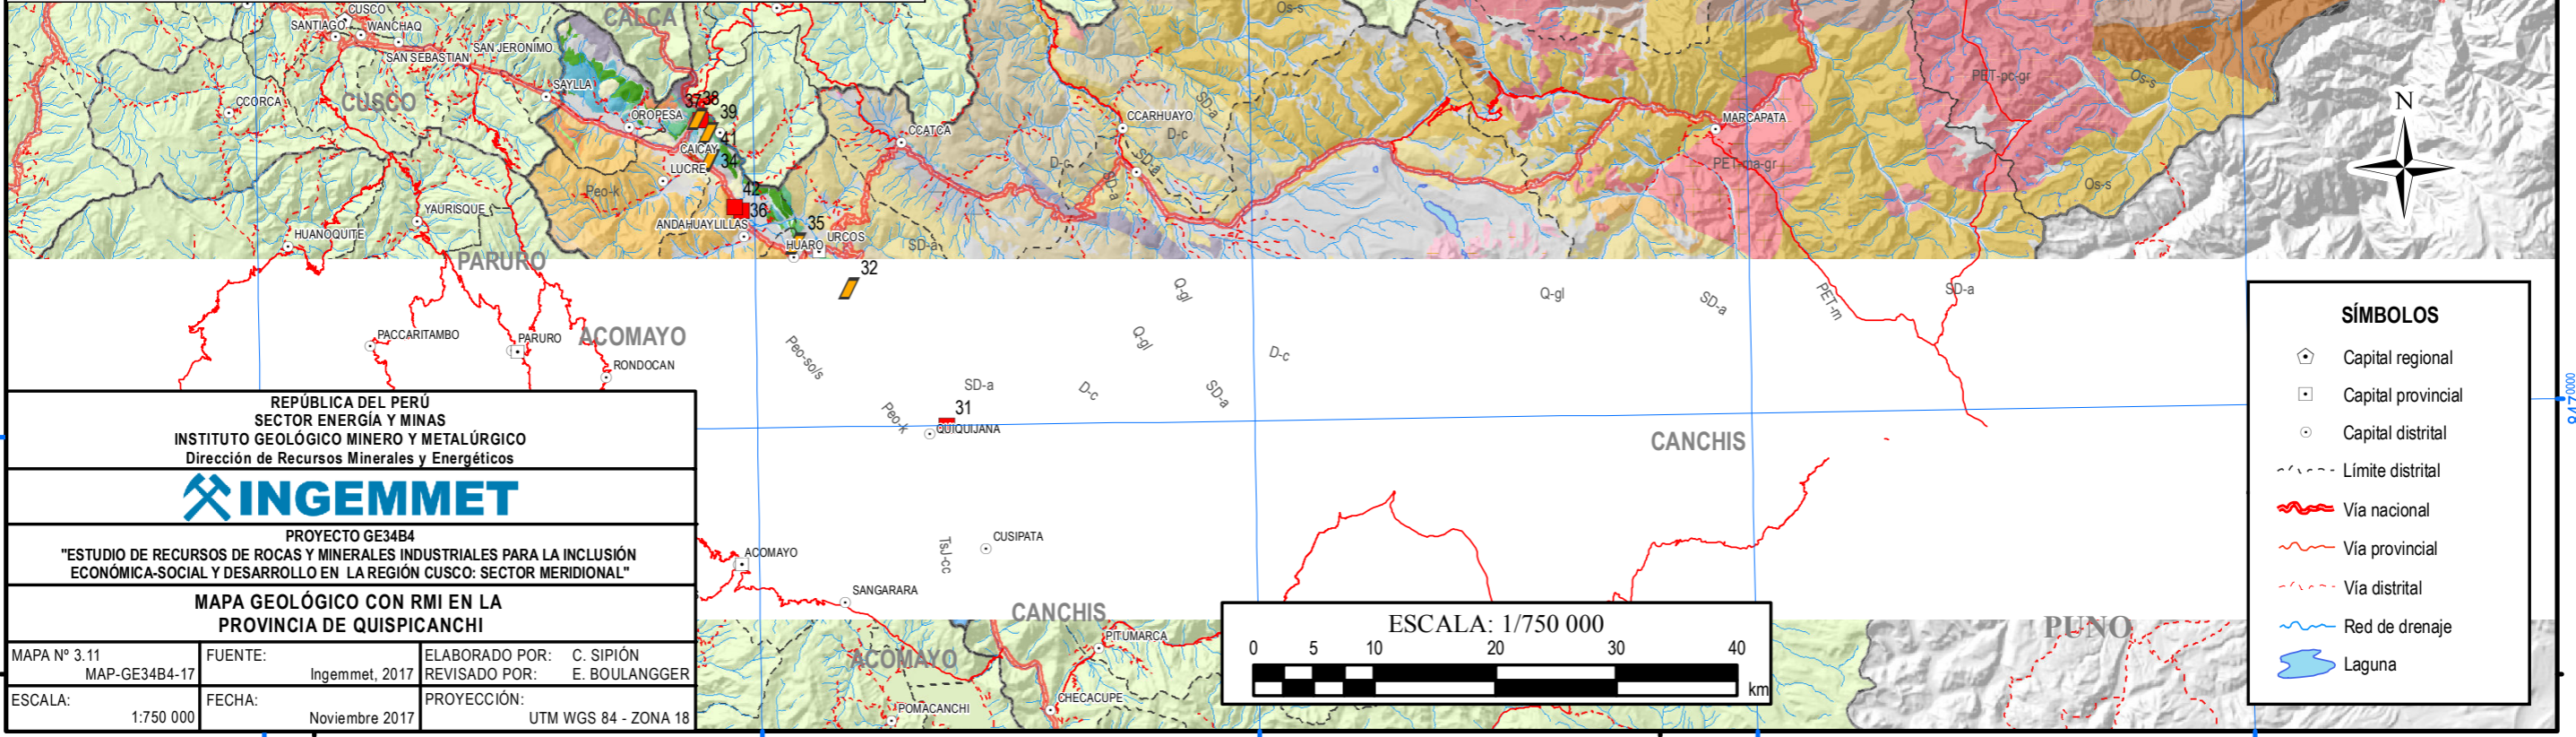 CUSCO
SANTIAGO
WANCHAQ
SAN JERONIMO
SAN SEBASTIAN
SAYLLA
CCORCA
CUSCO
CALCA
OROPESA
37
38
39
41
CAICAY
34
LUCRE
Peo-k
42
36
ANDAHUAYLILLAS
35
URCOS
HUARO
32
YAURISQUE
HUANOQUITE
PARURO
CCATCA
SD-a
Os-s
CCARHUAYO
SD-a
D-c
D-c
SD-a
SD-a
MARCAPATA
PET-ma-gr
PET-pc-gr
Os-s
Os-s
N
PACCARITAMBO
PARURO
ACOMAYO
RONDOCAN
Peo-so/s
Q-gl
Q-gl
D-c
SD-a
D-c
SD-a
Peo-k
31
QUIQUIJANA
Q-gl
SD-a
PET-m
SD-a
CANCHIS
8470000
ACOMAYO
CUSIPATA
TsJ-cc
SANGARARA
CANCHIS
PITUMARCA
ACOMAYO
CHECACUPE
POMACANCHI
PUNO
REPÚBLICA DEL PERÚ
SECTOR ENERGÍA Y MINAS
INSTITUTO GEOLÓGICO MINERO Y METALÚRGICO
Dirección de Recursos Minerales y Energéticos
INGEMMET
PROYECTO GE34B4
"ESTUDIO DE RECURSOS DE ROCAS Y MINERALES INDUSTRIALES PARA LA INCLUSIÓN
ECONÓMICA-SOCIAL Y DESARROLLO EN LA REGIÓN CUSCO: SECTOR MERIDIONAL"
MAPA GEOLÓGICO CON RMI EN LA
PROVINCIA DE QUISPICANCHI
MAPA Nº 3.11
MAP-GE34B4-17
FUENTE:
Ingemmet, 2017
ELABORADO POR: C. SIPIÓN
REVISADO POR: E. BOULANGGER
ESCALA:
1:750 000
FECHA:
Noviembre 2017
PROYECCIÓN:
UTM WGS 84 - ZONA 18
ESCALA: 1/750 000
0 5 10 20 30 40
km
SÍMBOLOS
Capital regional
Capital provincial
Capital distrital
Límite distrital
Vía nacional
Vía provincial
Vía distrital
Red de drenaje
Laguna